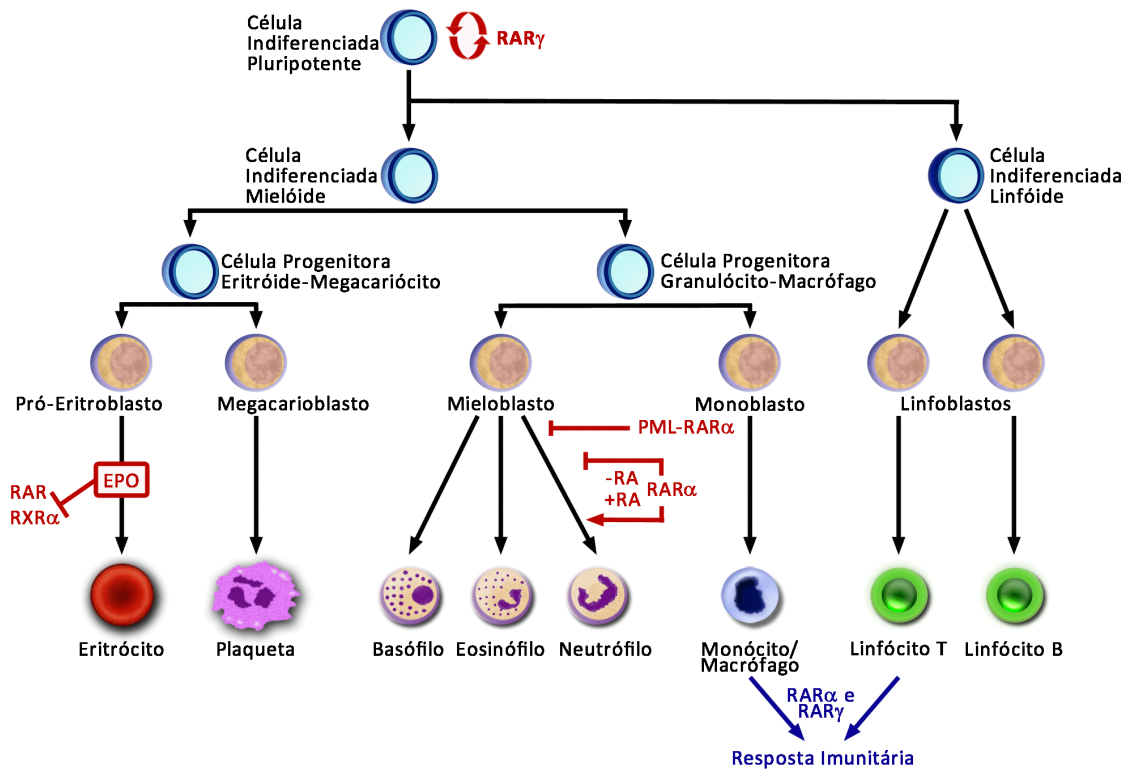 Célula
Indiferenciada
Pluripotente
RARγ
Célula
Indiferenciada
Mielóide
Célula
Indiferenciada
Linfóide
Célula Progenitora
Eritróide-Megacariócito
Célula Progenitora
Granulócito-Macrófago
Pró-Eritroblasto
Megacarioblasto
Mieloblasto
Monoblasto
Linfoblastos
PML-RARα
EPO
RAR
RXRα
-RA
+RA
RARα
Eritrócito
Plaqueta
Basófilo
Eosinófilo
Neutrófilo
Monócito/
Macrófago
Linfócito T
Linfócito B
RARα e
RARγ
Resposta Imunitária